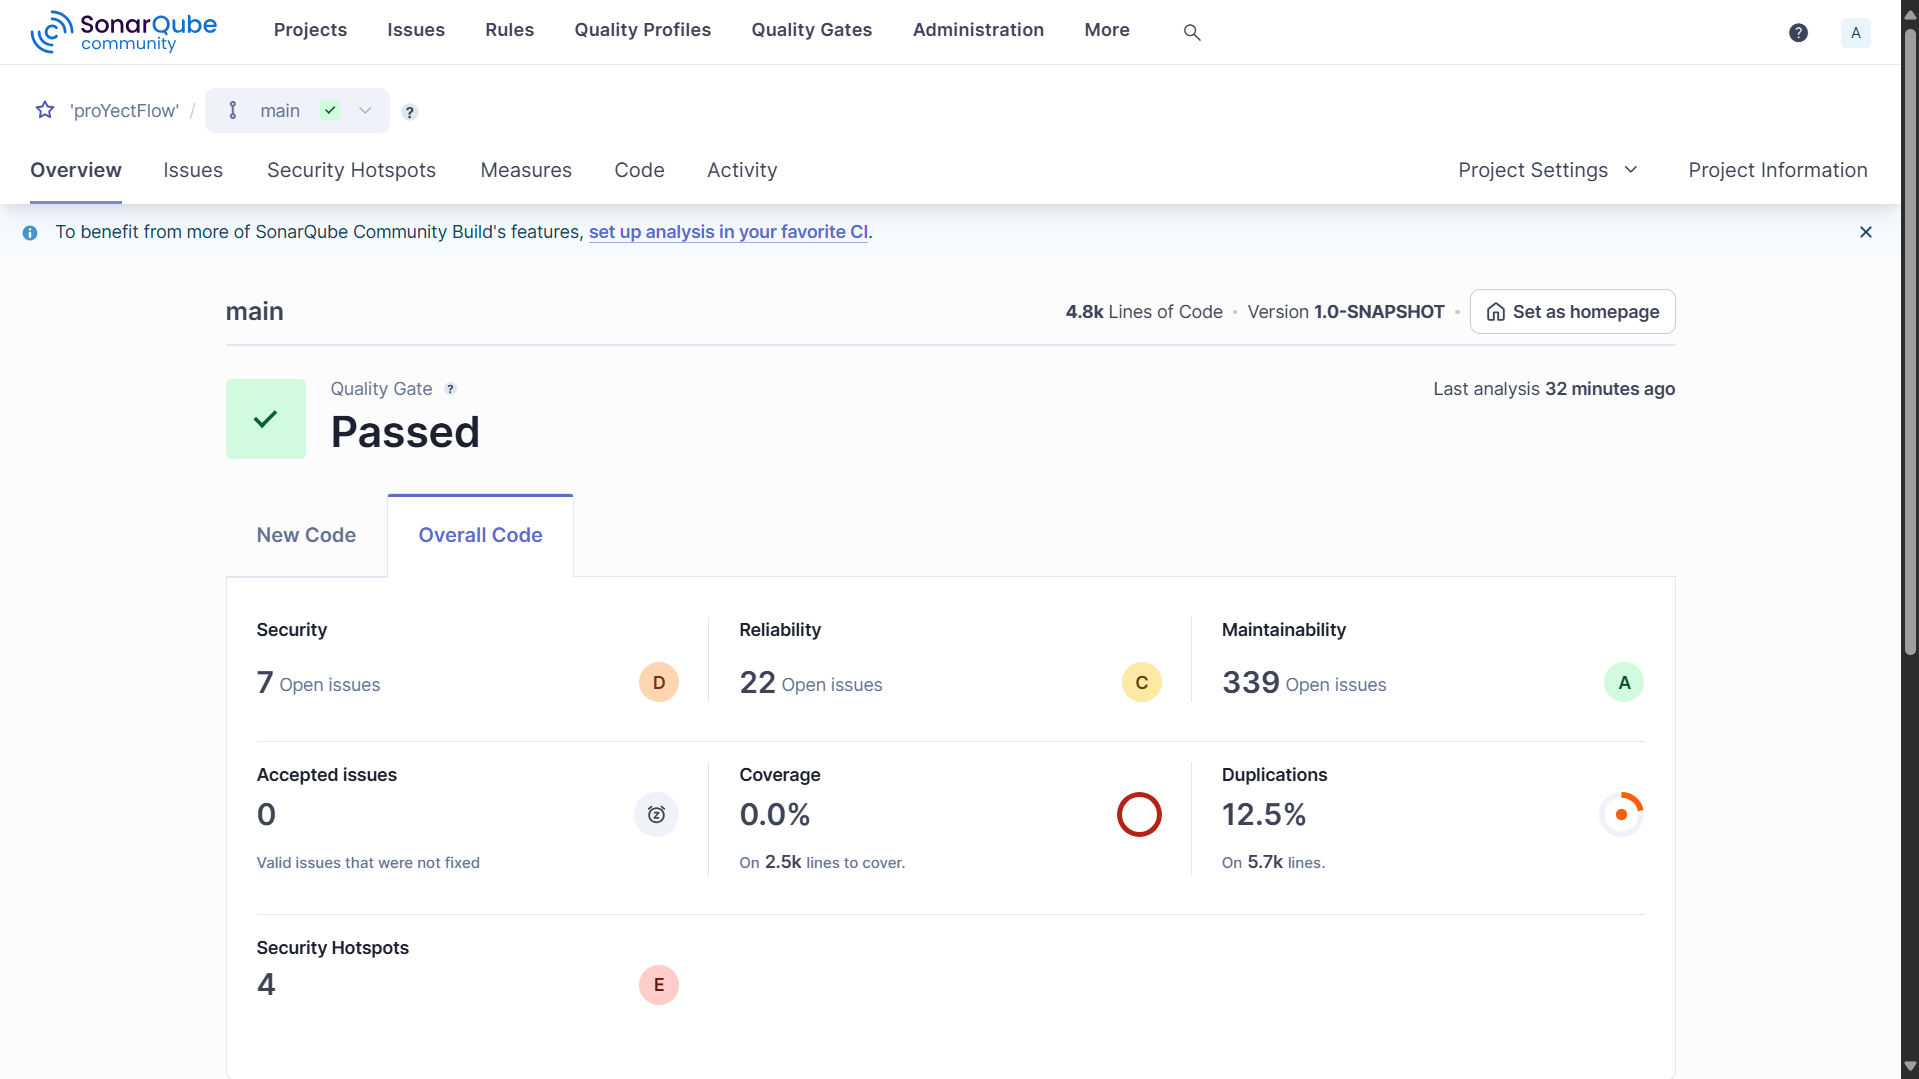 SonarQube community
Projects Issues Rules Quality Profiles Quality Gates Administration More ? A
'proYectFlow' / main ?
Overview Issues Security Hotspots Measures Code Activity Project Settings Project Information
To benefit from more of SonarQube Community Build's features, set up analysis in your favorite CI.
main 4.8k Lines of Code • Version 1.0-SNAPSHOT • Set as homepage
Quality Gate ? Last analysis 32 minutes ago
Passed
New Code Overall Code
Security Reliability Maintainability
7 Open issues D 22 Open issues C 339 Open issues A
Accepted issues Coverage Duplications
0 0.0% 12.5%
Valid issues that were not fixed On 2.5k lines to cover. On 5.7k lines.
Security Hotspots
4 E